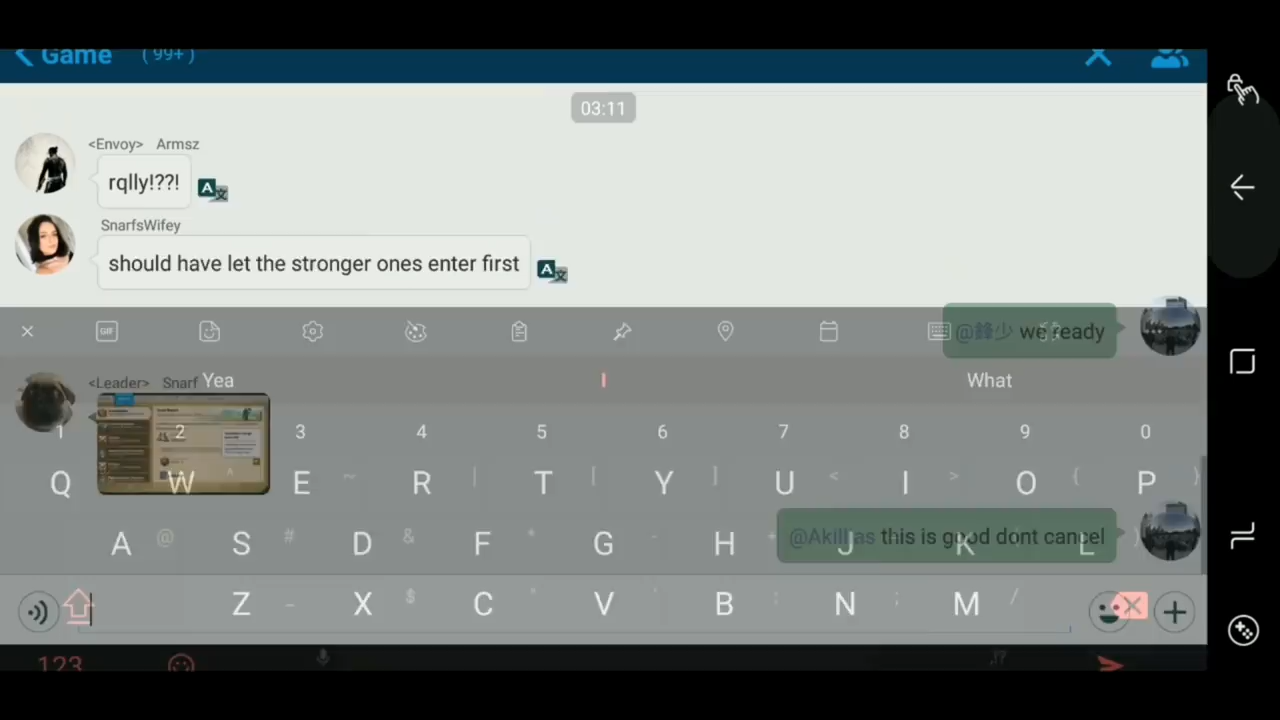 Game (99+)
03:11
<Envoy> Armsz
rqlly!??!
SnarfsWifey
should have let the stronger ones enter first
GIF
we ready
<Leader> Snarf
Yea I What
1 2 3 4 5 6 7 8 9 0
Q W E R T Y U I O P
@Akillias this is good dont cancel
A S D F G H J K L
Z X C V B N M
123